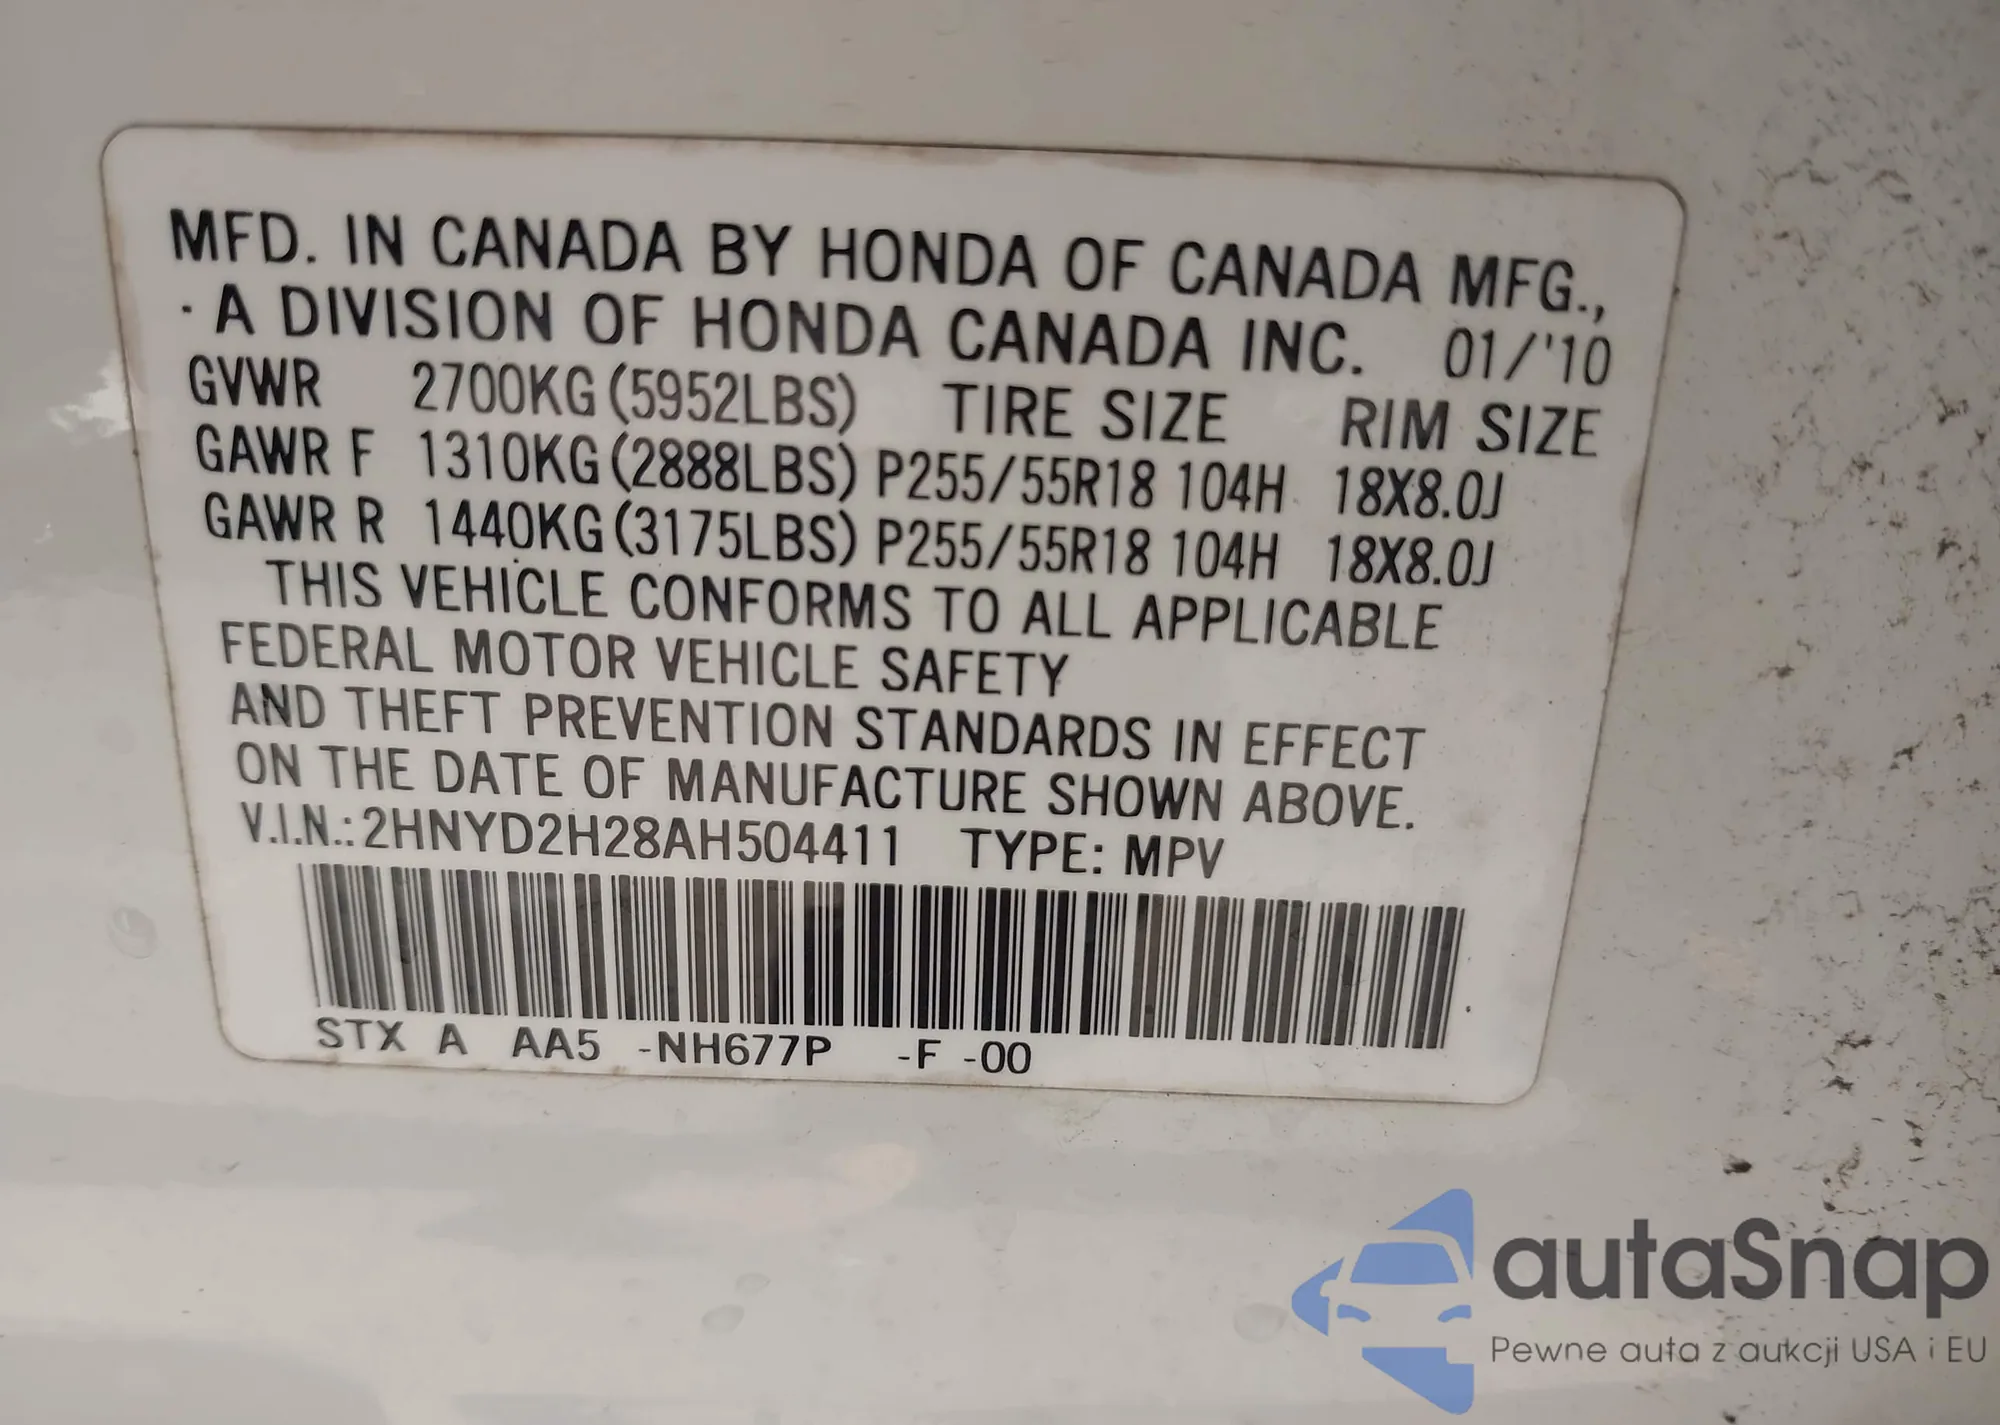 MFD. IN CANADA BY HONDA OF CANADA MFG.,
A DIVISION OF HONDA CANADA INC. 01/'10
GVWR 2700KG (5952LBS) TIRE SIZE RIM SIZE
GAWR F 1310KG (2888LBS) P255/55R18 104H 18X8.0J
GAWR R 1440KG (3175LBS) P255/55R18 104H 18X8.0J
THIS VEHICLE CONFORMS TO ALL APPLICABLE
FEDERAL MOTOR VEHICLE SAFETY
AND THEFT PREVENTION STANDARDS IN EFFECT
ON THE DATE OF MANUFACTURE SHOWN ABOVE.
V.I.N.: 2HNYD2H28AH504411 TYPE: MPV
STX A AA5 -NH677P -F -00
autaSnap
Pewne auta z aukcji USA i EU